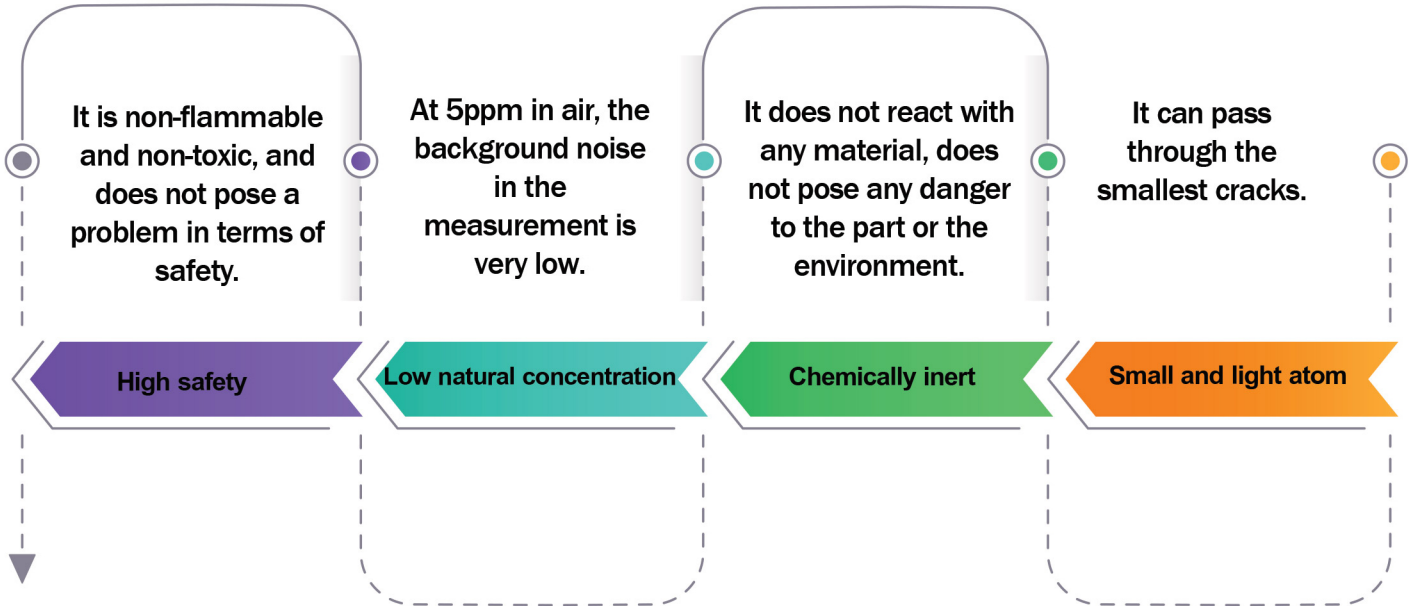 It is non-flammable
and non-toxic, and
does not pose a
problem in terms of
safety.
High safety
At 5ppm in air, the
background noise
in the
measurement is
very low.
Low natural concentration
It does not react with
any material, does
not pose any danger
to the part or the
environment.
Chemically inert
It can pass
through the
smallest cracks.
Small and light atom